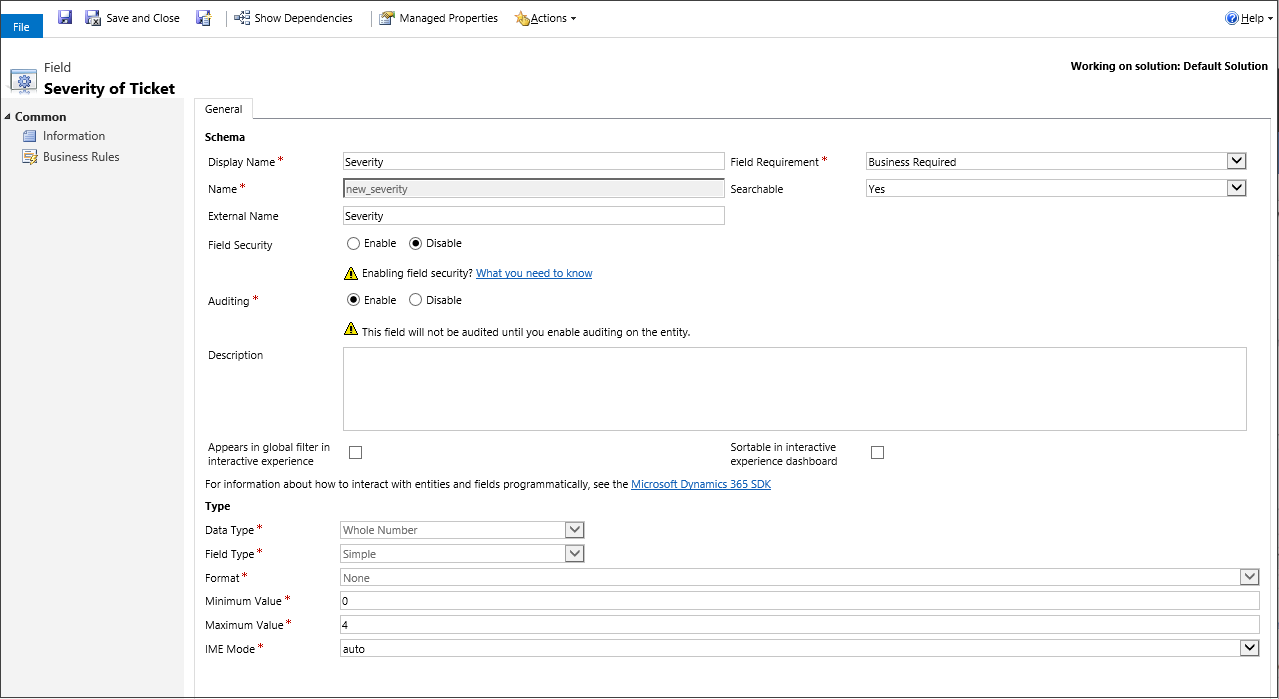 File
Save and Close
Show Dependencies
Managed Properties
Actions
Help
Field
Severity of Ticket
Working on solution: Default Solution
Common
Information
Business Rules
General
Schema
Display Name* Severity Field Requirement* Business Required
Name* new_severity Searchable Yes
External Name Severity
Field Security Enable Disable
Enabling field security? What you need to know
Auditing * Enable Disable
This field will not be audited until you enable auditing on the entity.
Description
Appears in global filter in
interactive experience
Sortable in interactive
experience dashboard
For information about how to interact with entities and fields programmatically, see the Microsoft Dynamics 365 SDK
Type
Data Type* Whole Number
Field Type* Simple
Format* None
Minimum Value* 0
Maximum Value* 4
IME Mode* auto